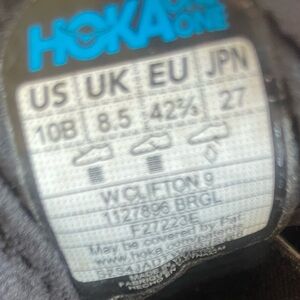 HOKA ONE ONE
US UK EU JPN
10B 8.5 42⅔ 27
W CLIFTON 9
1127896 BRGL
F27223E
May be covered by Pat.
www.hoka.com